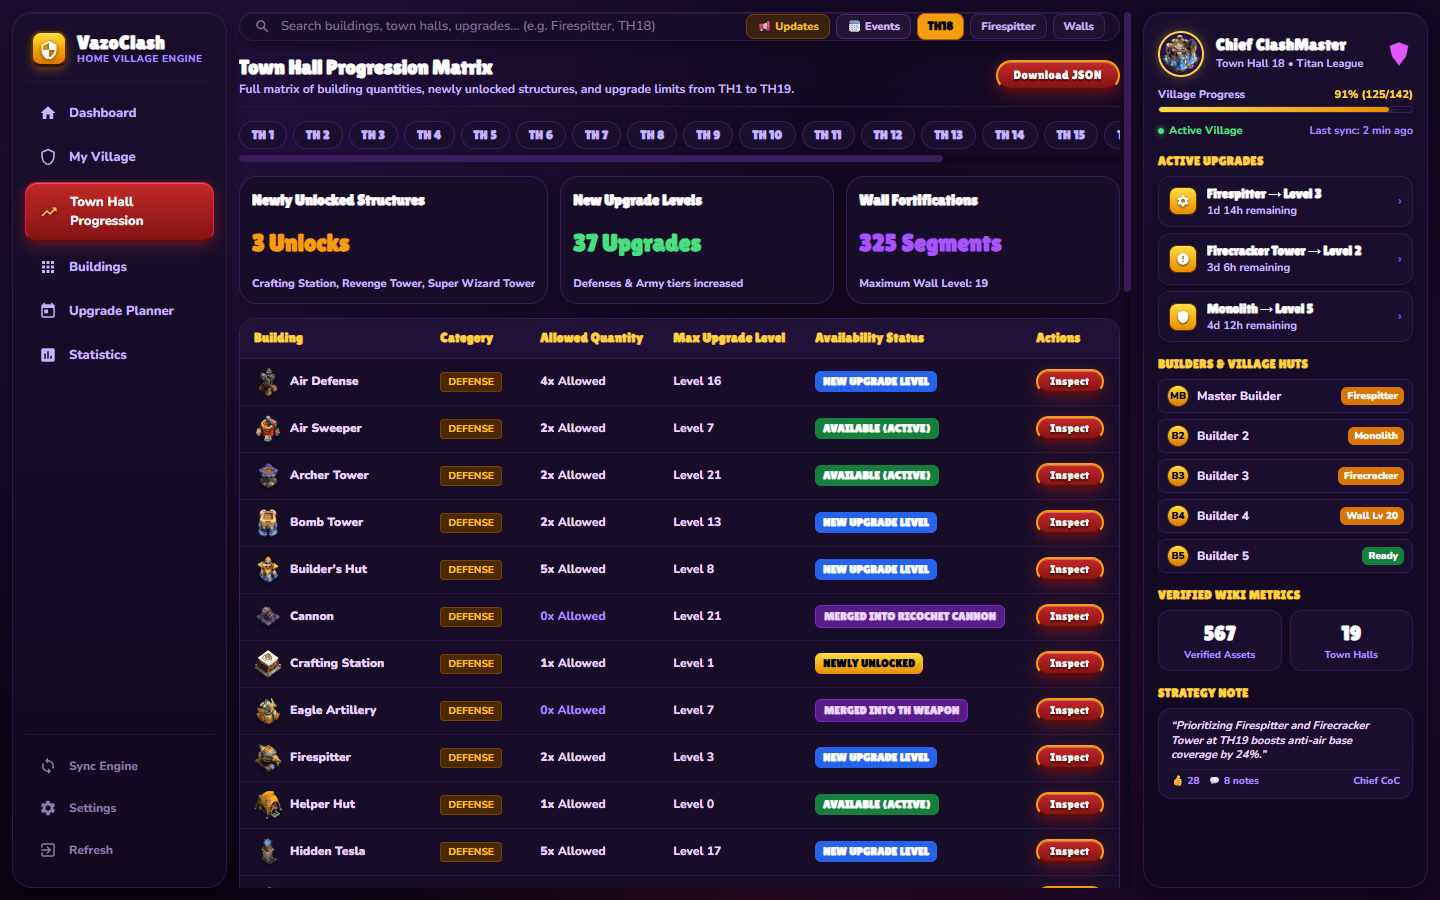 VazoClash
HOME VILLAGE ENGINE
Dashboard
My Village
Town Hall
Progression
Buildings
Upgrade Planner
Statistics
Sync Engine
Settings
Refresh
Search buildings, town halls, upgrades... (e.g. Firespitter, TH18)
Updates
Events
TH18
Firespitter
Walls
Town Hall Progression Matrix
Full matrix of building quantities, newly unlocked structures, and upgrade limits from TH1 to TH19.
Download JSON
TH 1 TH 2 TH 3 TH 4 TH 5 TH 6 TH 7 TH 8 TH 9 TH 10 TH 11 TH 12 TH 13 TH 14 TH 15
Newly Unlocked Structures
3 Unlocks
Crafting Station, Revenge Tower, Super Wizard Tower
New Upgrade Levels
37 Upgrades
Defenses & Army tiers increased
Wall Fortifications
325 Segments
Maximum Wall Level: 19
Building Category Allowed Quantity Max Upgrade Level Availability Status Actions
Air Defense DEFENSE 4x Allowed Level 16 NEW UPGRADE LEVEL Inspect
Air Sweeper DEFENSE 2x Allowed Level 7 AVAILABLE (ACTIVE) Inspect
Archer Tower DEFENSE 2x Allowed Level 21 AVAILABLE (ACTIVE) Inspect
Bomb Tower DEFENSE 2x Allowed Level 13 NEW UPGRADE LEVEL Inspect
Builder's Hut DEFENSE 5x Allowed Level 8 NEW UPGRADE LEVEL Inspect
Cannon DEFENSE 0x Allowed Level 21 MERGED INTO RICOCHET CANNON Inspect
Crafting Station DEFENSE 1x Allowed Level 1 NEWLY UNLOCKED Inspect
Eagle Artillery DEFENSE 0x Allowed Level 7 MERGED INTO TH WEAPON Inspect
Firespitter DEFENSE 2x Allowed Level 3 NEW UPGRADE LEVEL Inspect
Helper Hut DEFENSE 1x Allowed Level 0 AVAILABLE (ACTIVE) Inspect
Hidden Tesla DEFENSE 5x Allowed Level 17 NEW UPGRADE LEVEL Inspect
Chief ClashMaster
Town Hall 18 • Titan League
Village Progress 91% (125/142)
Active Village Last sync: 2 min ago
ACTIVE UPGRADES
Firespitter → Level 3
1d 14h remaining
Firecracker Tower → Level 2
3d 6h remaining
Monolith → Level 5
4d 12h remaining
BUILDERS & VILLAGE HUTS
MB Master Builder Firespitter
B2 Builder 2 Monolith
B3 Builder 3 Firecracker
B4 Builder 4 Wall Lv 20
B5 Builder 5 Ready
VERIFIED WIKI METRICS
567
Verified Assets
19
Town Halls
STRATEGY NOTE
"Prioritizing Firespitter and Firecracker
Tower at TH19 boosts anti-air base
coverage by 24%."
28 8 notes Chief CoC